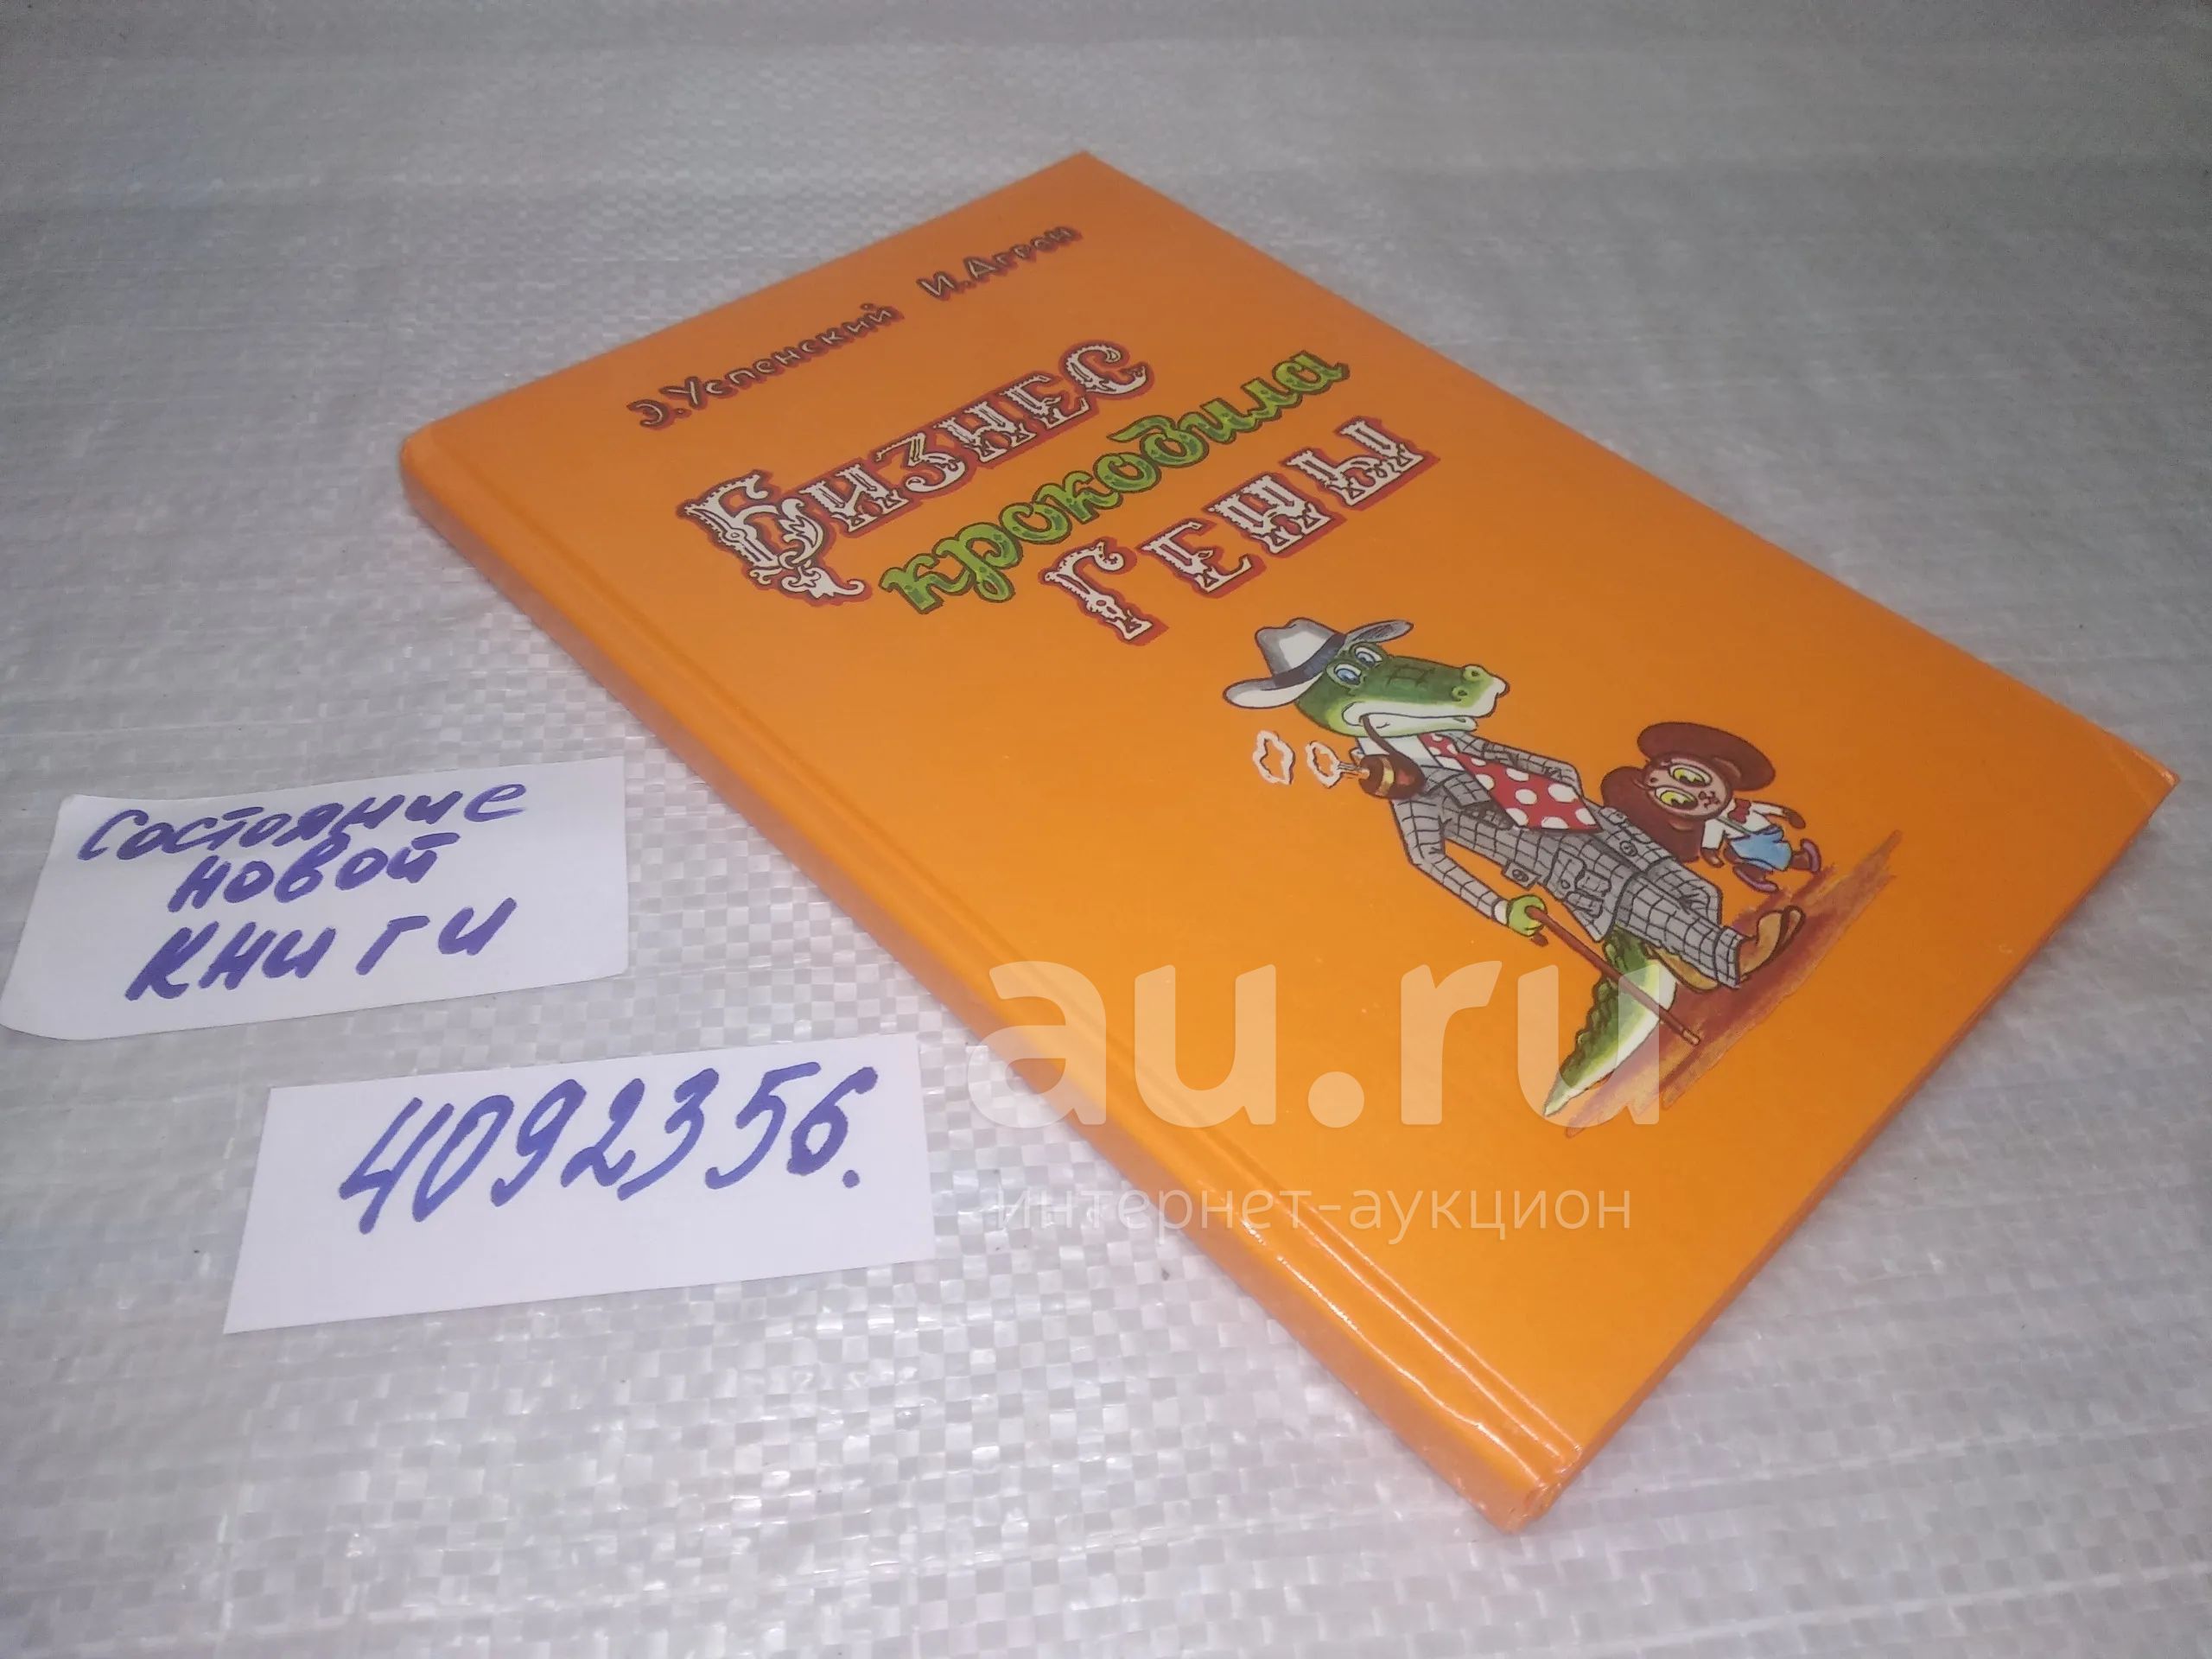 Э.Успенский И.Агрон
Бизнес
крокодила
Гены
Состояние
новой
книги
4092356.
au.ru
интернет-аукцион